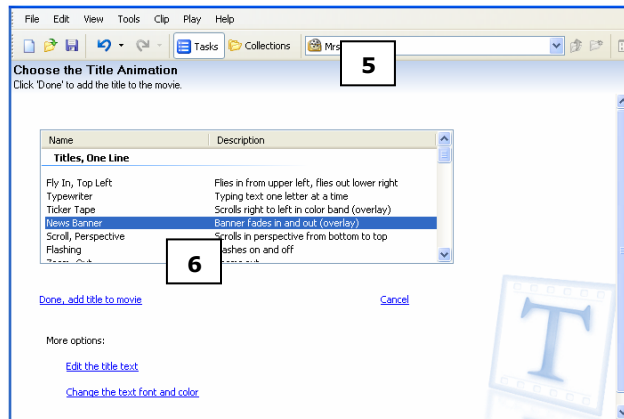 File Edit View Tools Clip Play Help
Tasks Collections Mrs
5
Choose the Title Animation
Click 'Done' to add the title to the movie.
Name Description
Titles, One Line
Fly In, Top Left Flies in from upper left, flies out lower right
Typewriter Typing text one letter at a time
Ticker Tape Scrolls right to left in color band (overlay)
News Banner Banner fades in and out (overlay)
Scroll, Perspective Scrolls in perspective from bottom to top
Flashing on and off
6
Done, add title to movie Cancel
More options:
Edit the title text
Change the text font and color
T